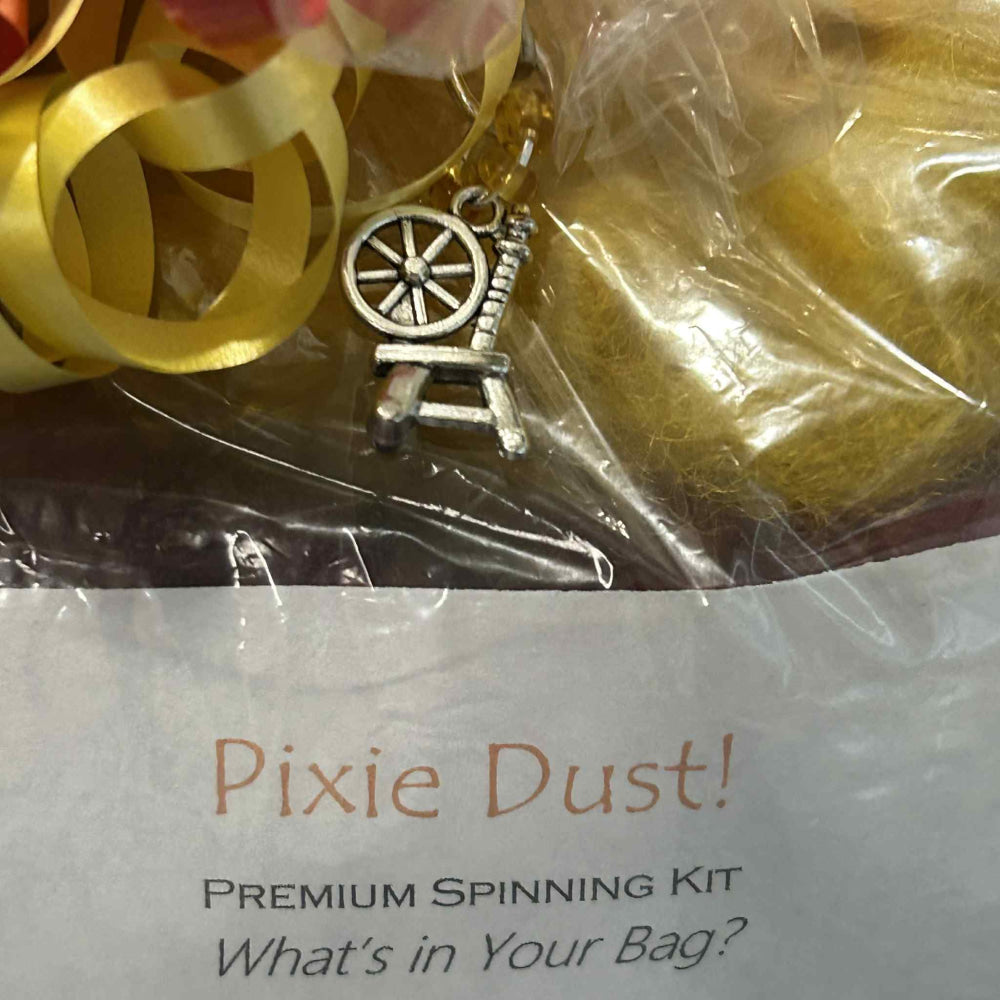 Pixie Dust!
PREMIUM SPINNING KIT
What's in Your Bag?